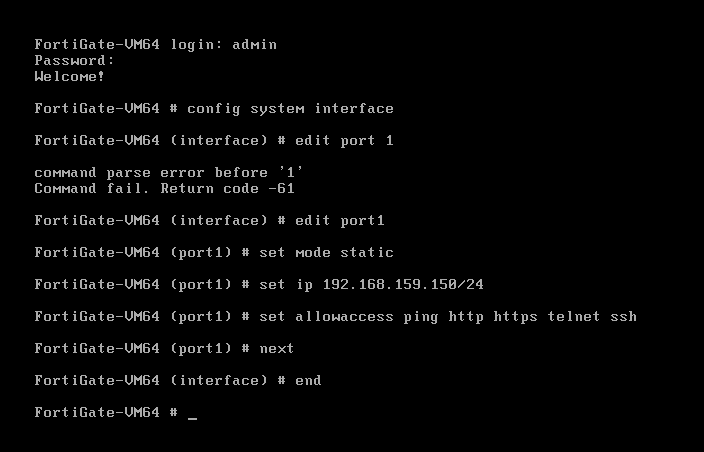 FortiGate-VM64 login: admin
Password:
Welcome!
FortiGate-VM64 # config system interface
FortiGate-VM64 (interface) # edit port 1
command parse error before '1'
Command fail. Return code -61
FortiGate-VM64 (interface) # edit port1
FortiGate-VM64 (port1) # set mode static
FortiGate-VM64 (port1) # set ip 192.168.159.150/24
FortiGate-VM64 (port1) # set allowaccess ping http https telnet ssh
FortiGate-VM64 (port1) # next
FortiGate-VM64 (interface) # end
FortiGate-VM64 # _